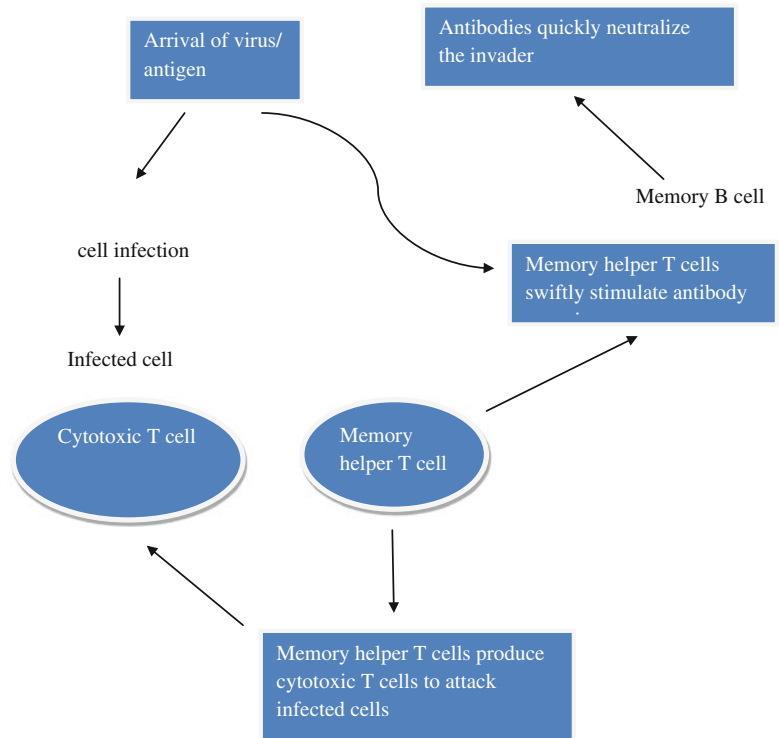 Arrival of virus/
antigen
Antibodies quickly neutralize
the invader
Memory B cell
cell infection
Memory helper T cells
swiftly stimulate antibody
Infected cell
Cytotoxic T cell
Memory
helper T cell
Memory helper T cells produce
cytotoxic T cells to attack
infected cells